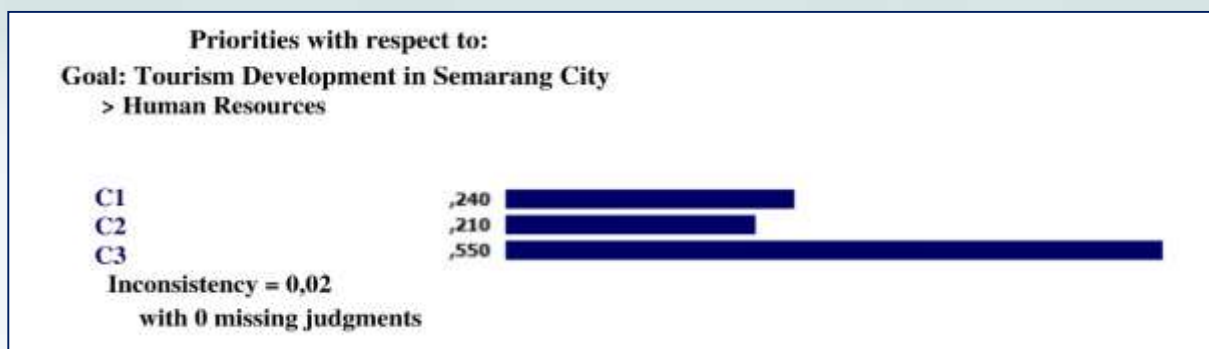 Priorities with respect to:
Goal: Tourism Development in Semarang City
> Human Resources
C1 ,240
C2 ,210
C3 ,550
Inconsistency = 0,02
with 0 missing judgments